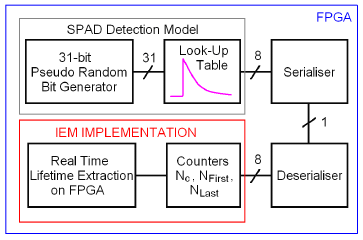 FPGA
SPAD Detection Model
31-bit
Pseudo Random
Bit Generator
31
Look-Up
Table
8
Serialiser
1
IEM IMPLEMENTATION
Real Time
Lifetime Extraction
on FPGA
Counters
Nc, NFirst,
NLast
8
Deserialiser